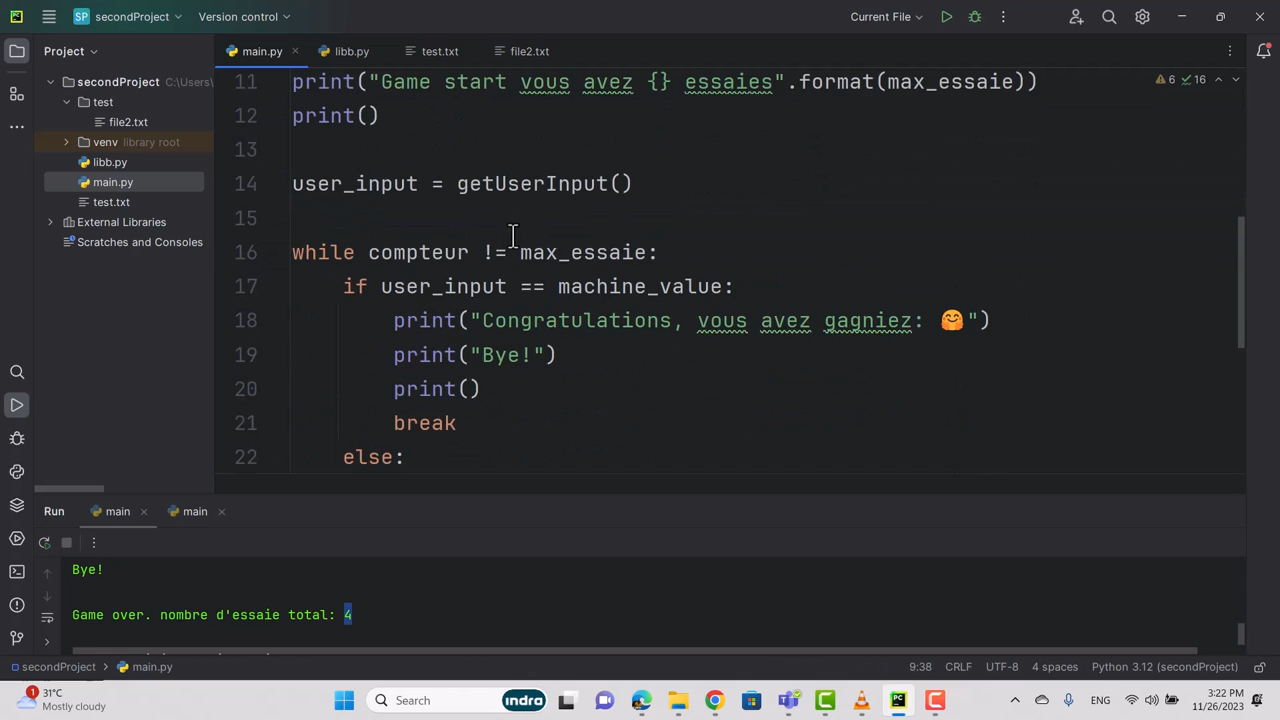 SP secondProject Version control Current File
Project main.py libb.py test.txt file2.txt
secondProject C:\Users\
test
file2.txt
venv library root
libb.py
main.py
test.txt
External Libraries
Scratches and Consoles
6 16
11 print("Game start vous avez {} essaies".format(max_essaie))
12 print()
13
14 user_input = getUserInput()
15
16 while compteur != max_essaie:
17 if user_input == machine_value:
18 print("Congratulations, vous avez gagniez: 🤗")
19 print("Bye!")
20 print()
21 break
22 else:
Run main main
Bye!
Game over. nombre d'essaie total: 4
secondProject main.py 9:38 CRLF UTF-8 4 spaces Python 3.12 (secondProject)
1 31°C
Mostly cloudy
Search
indra
ENG
1:22 PM
11/26/2023